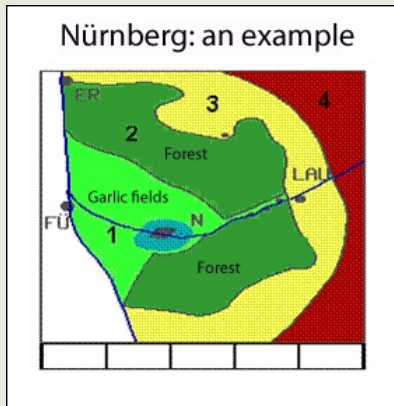 Nürnberg: an example
ER
3
4
2
Forest
LAU
Garlic fields
N
FÜ
1
Forest